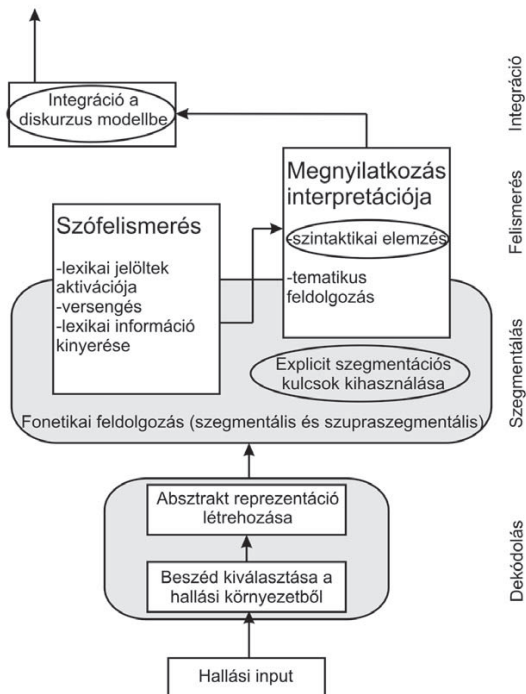 Integráció a
diskurzus modellbe
Integráció
Megnyilatkozás
interpretációja
-szintaktikai elemzés
-tematikus
feldolgozás
Felismerés
Szófelismerés
-lexikai jelöltek
aktivációja
-versengés
-lexikai információ
kinyerése
Explicit szegmentációs
kulcsok kihasználása
Szegmentálás
Fonetikai feldolgozás (szegmentális és szupraszegmentális)
Absztrakt reprezentáció
létrehozása
Beszéd kiválasztása a
hallási környezetből
Dekódolás
Hallási input